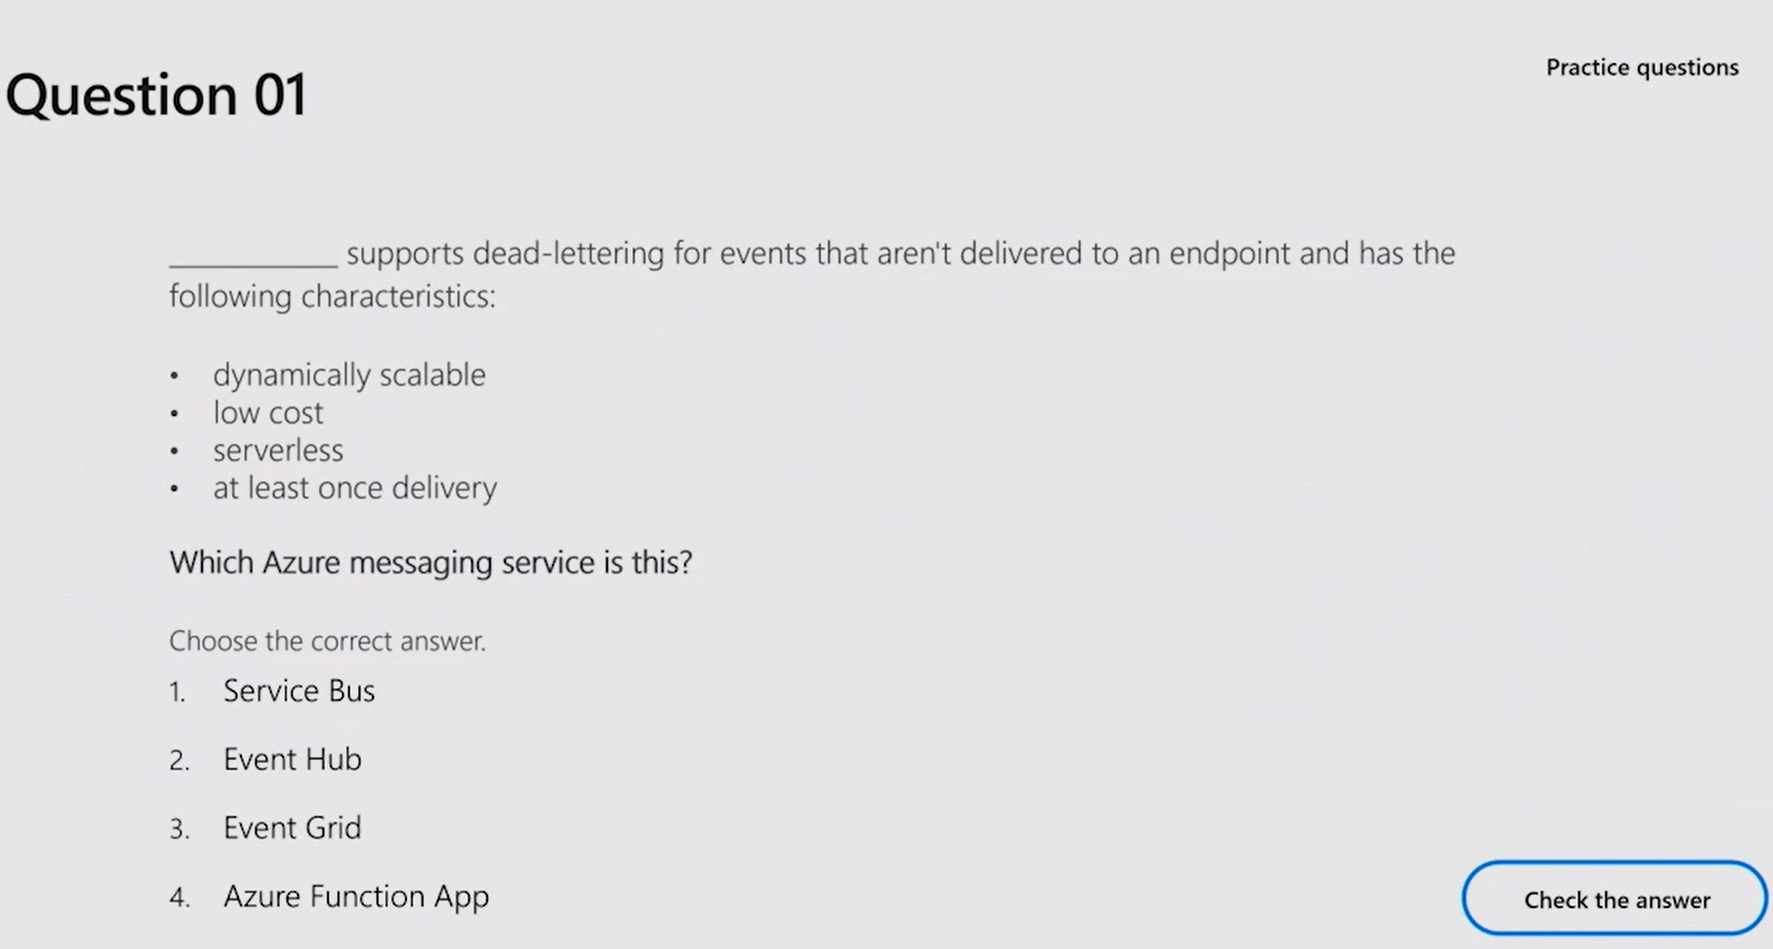 Practice questions
Question 01
__________ supports dead-lettering for events that aren't delivered to an endpoint and has the
following characteristics:
• dynamically scalable
• low cost
• serverless
• at least once delivery
Which Azure messaging service is this?
Choose the correct answer.
1. Service Bus
2. Event Hub
3. Event Grid
4. Azure Function App
Check the answer